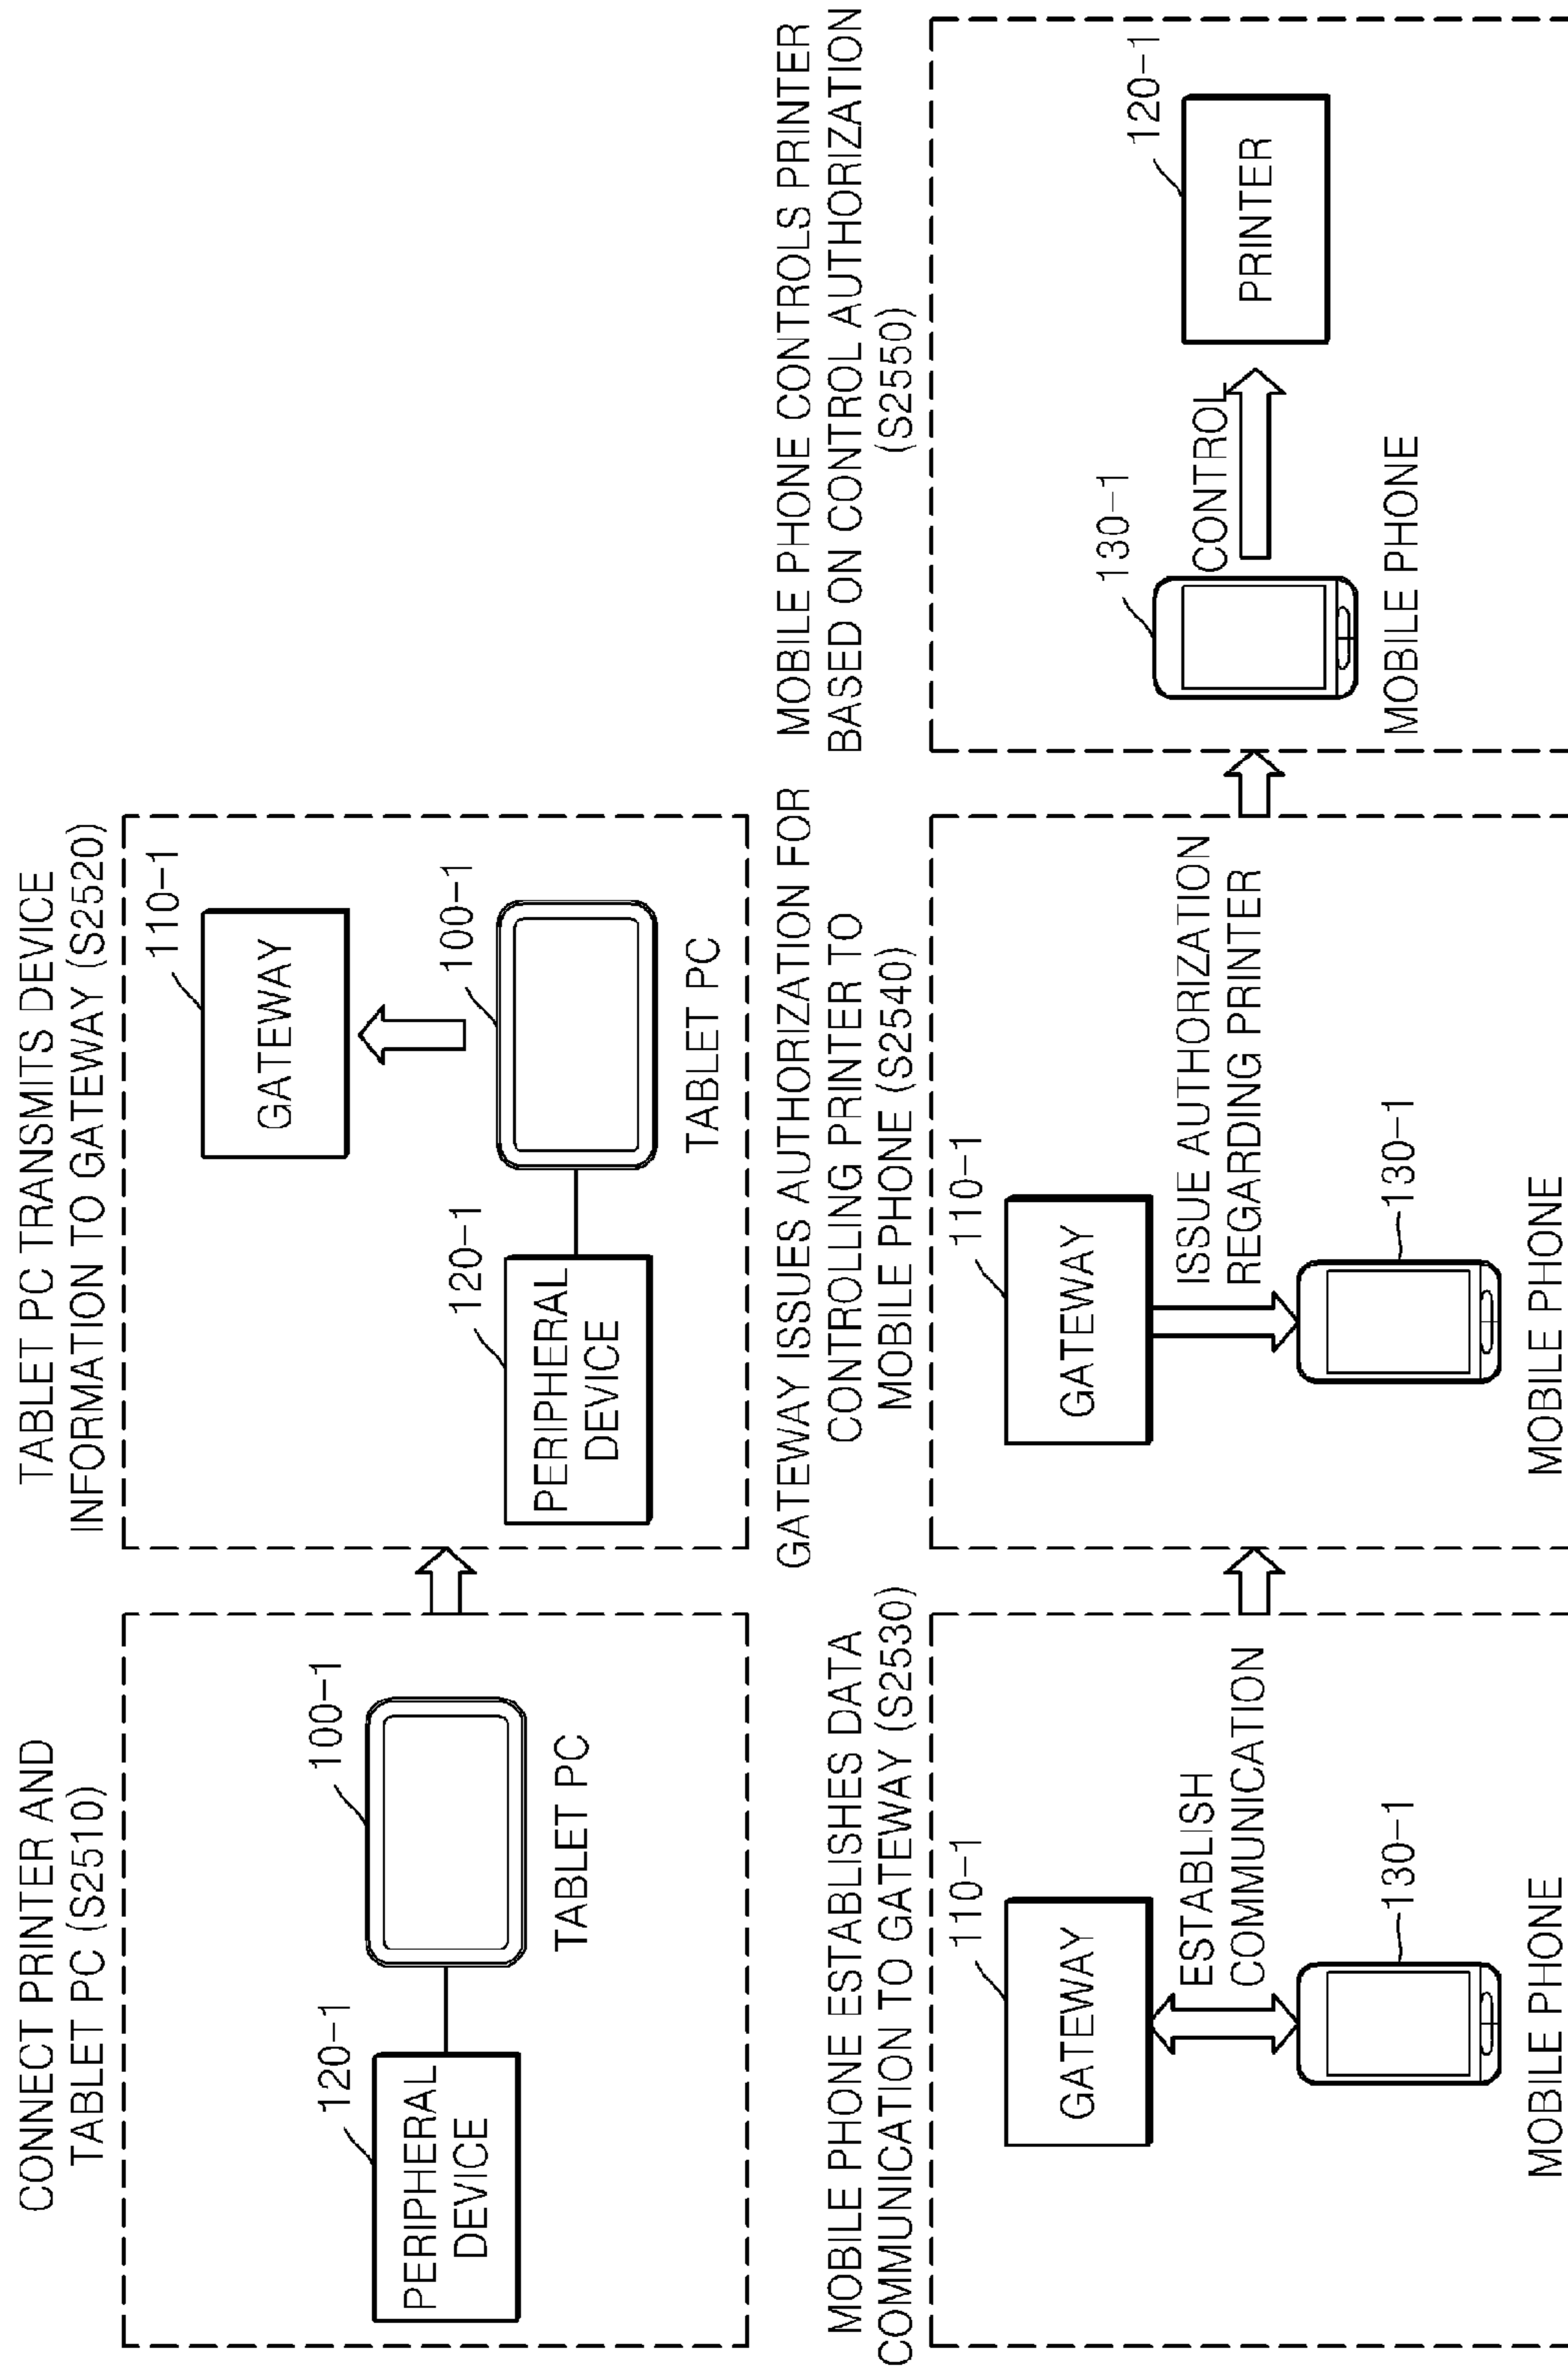 CONNECT PRINTER AND
TABLET PC (S2510)
120-1
PERIPHERAL
DEVICE
100-1
TABLET PC
TABLET PC TRANSMITS DEVICE
INFORMATION TO GATEWAY (S2520)
110-1
GATEWAY
120-1
PERIPHERAL
DEVICE
100-1
TABLET PC
MOBILE PHONE ESTABLISHES DATA
COMMUNICATION TO GATEWAY (S2530)
110-1
GATEWAY
ESTABLISH
COMMUNICATION
130-1
MOBILE PHONE
GATEWAY ISSUES AUTHORIZATION FOR
CONTROLLING PRINTER TO
MOBILE PHONE (S2540)
110-1
GATEWAY
ISSUE AUTHORIZATION
REGARDING PRINTER
130-1
MOBILE PHONE
MOBILE PHONE CONTROLS PRINTER
BASED ON CONTROL AUTHORIZATION
(S2550)
130-1
CONTROL
120-1
PRINTER
MOBILE PHONE